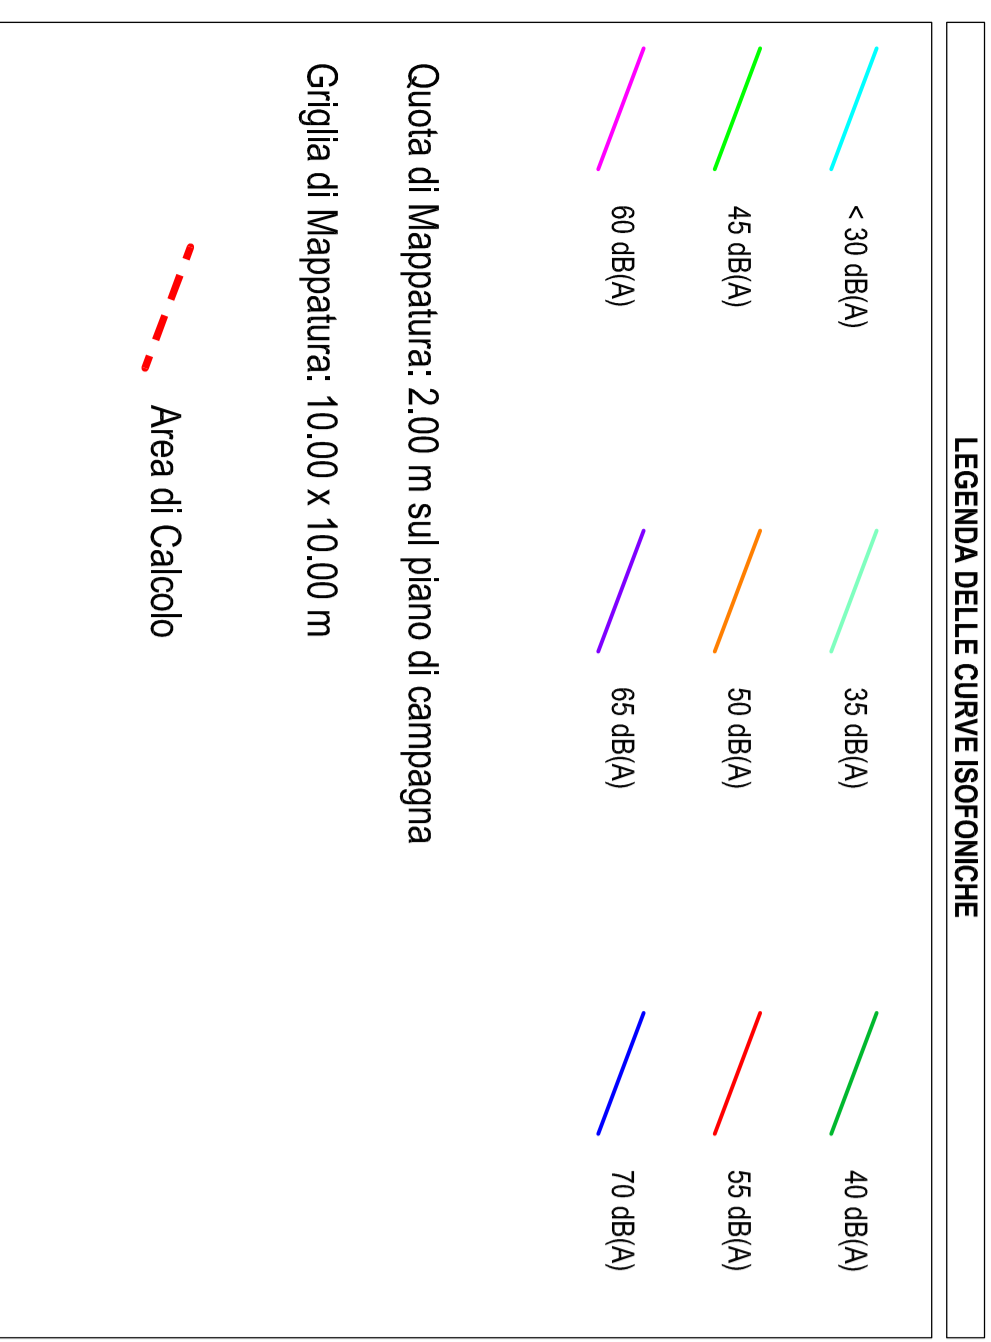 LEGENDA DELLE CURVE ISOFONICHE
< 30 dB(A) 35 dB(A) 40 dB(A)
45 dB(A) 50 dB(A) 55 dB(A)
60 dB(A) 65 dB(A) 70 dB(A)
Quota di Mappatura: 2.00 m sul piano di campagna
Griglia di Mappatura: 10.00 x 10.00 m
Area di Calcolo